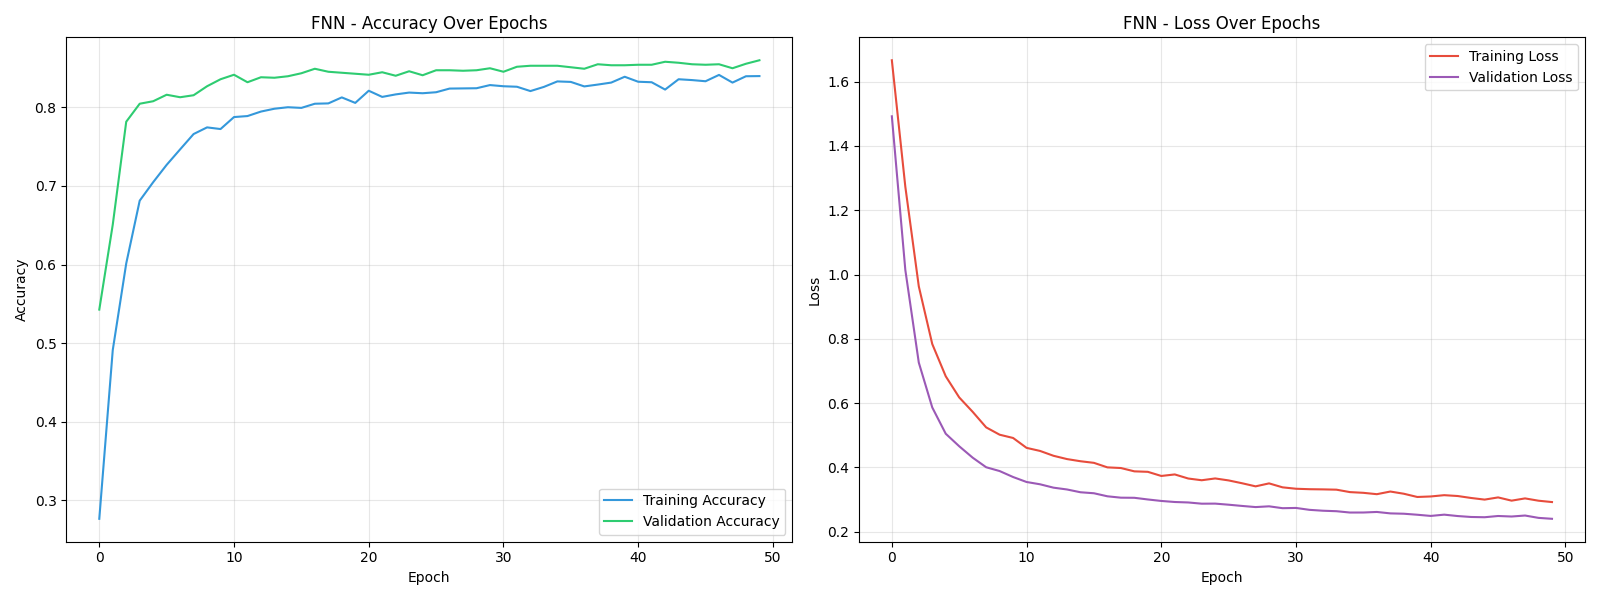 FNN - Accuracy Over Epochs
0.8
0.7
0.6
0.5
0.4
0.3
Accuracy
Training Accuracy
Validation Accuracy
0 10 20 30 40 50
Epoch
FNN - Loss Over Epochs
Training Loss
Validation Loss
1.6
1.4
1.2
1.0
0.8
0.6
0.4
0.2
Loss
0 10 20 30 40 50
Epoch